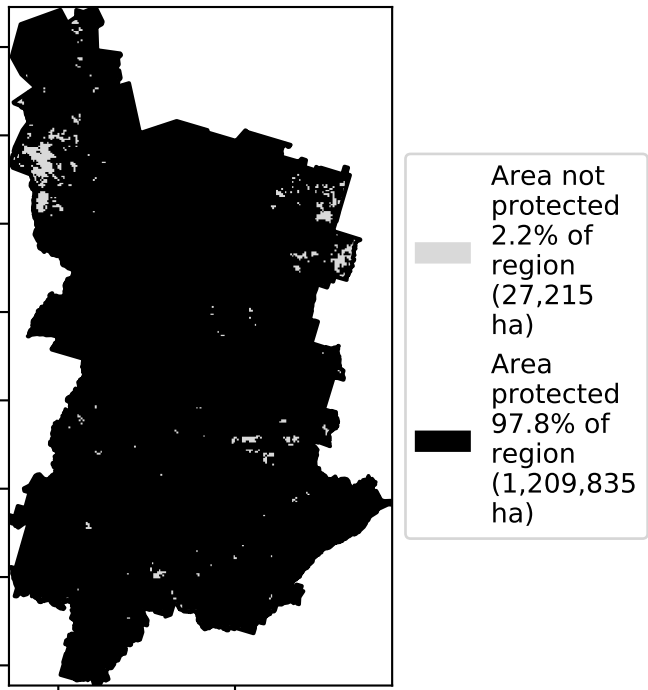 Area not
protected
2.2% of
region
(27,215
ha)
Area
protected
97.8% of
region
(1,209,835
ha)